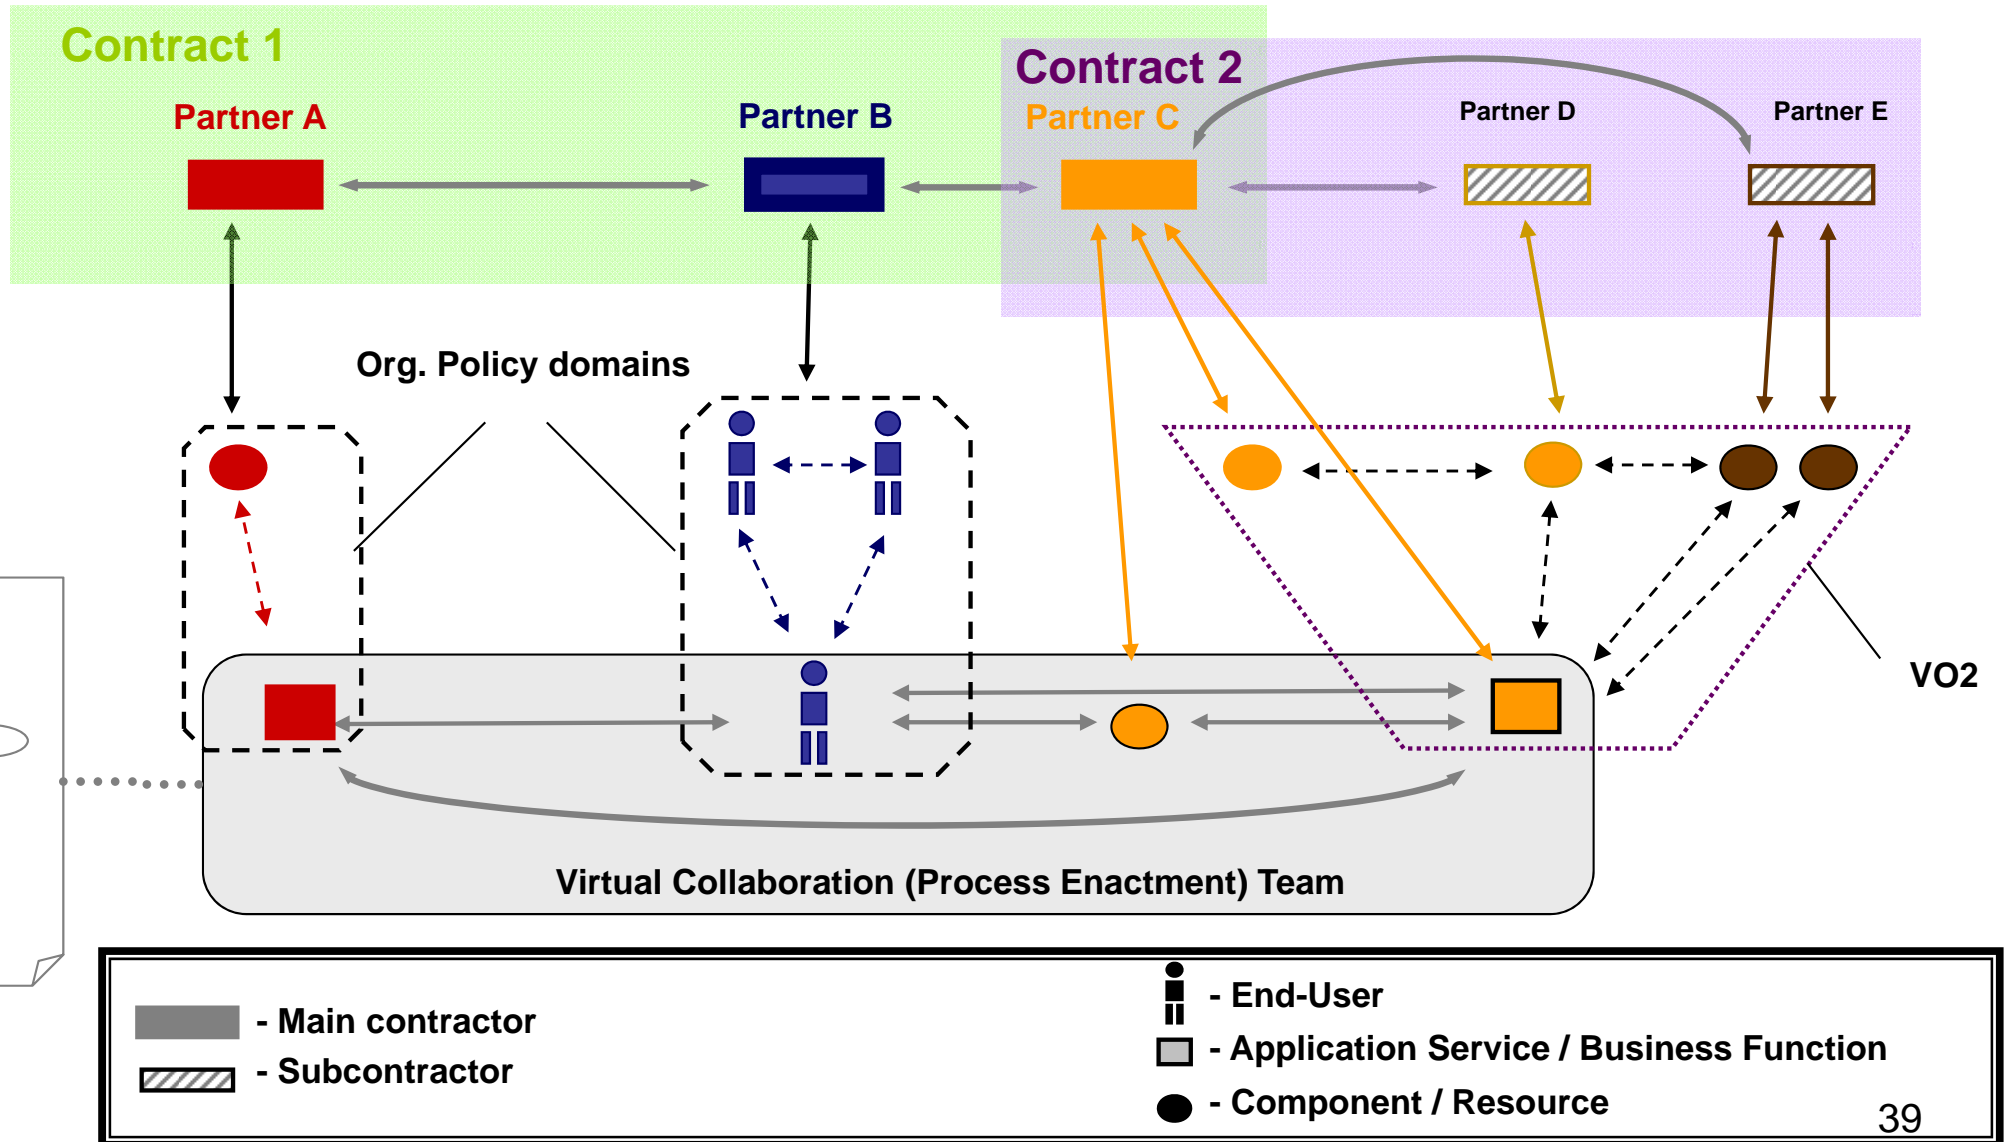 Contract 1
Contract 2
Partner A
Partner B
Partner C
Partner D
Partner E
Org. Policy domains
VO2
Virtual Collaboration (Process Enactment) Team
- Main contractor
- Subcontractor
- End-User
- Application Service / Business Function
- Component / Resource
39